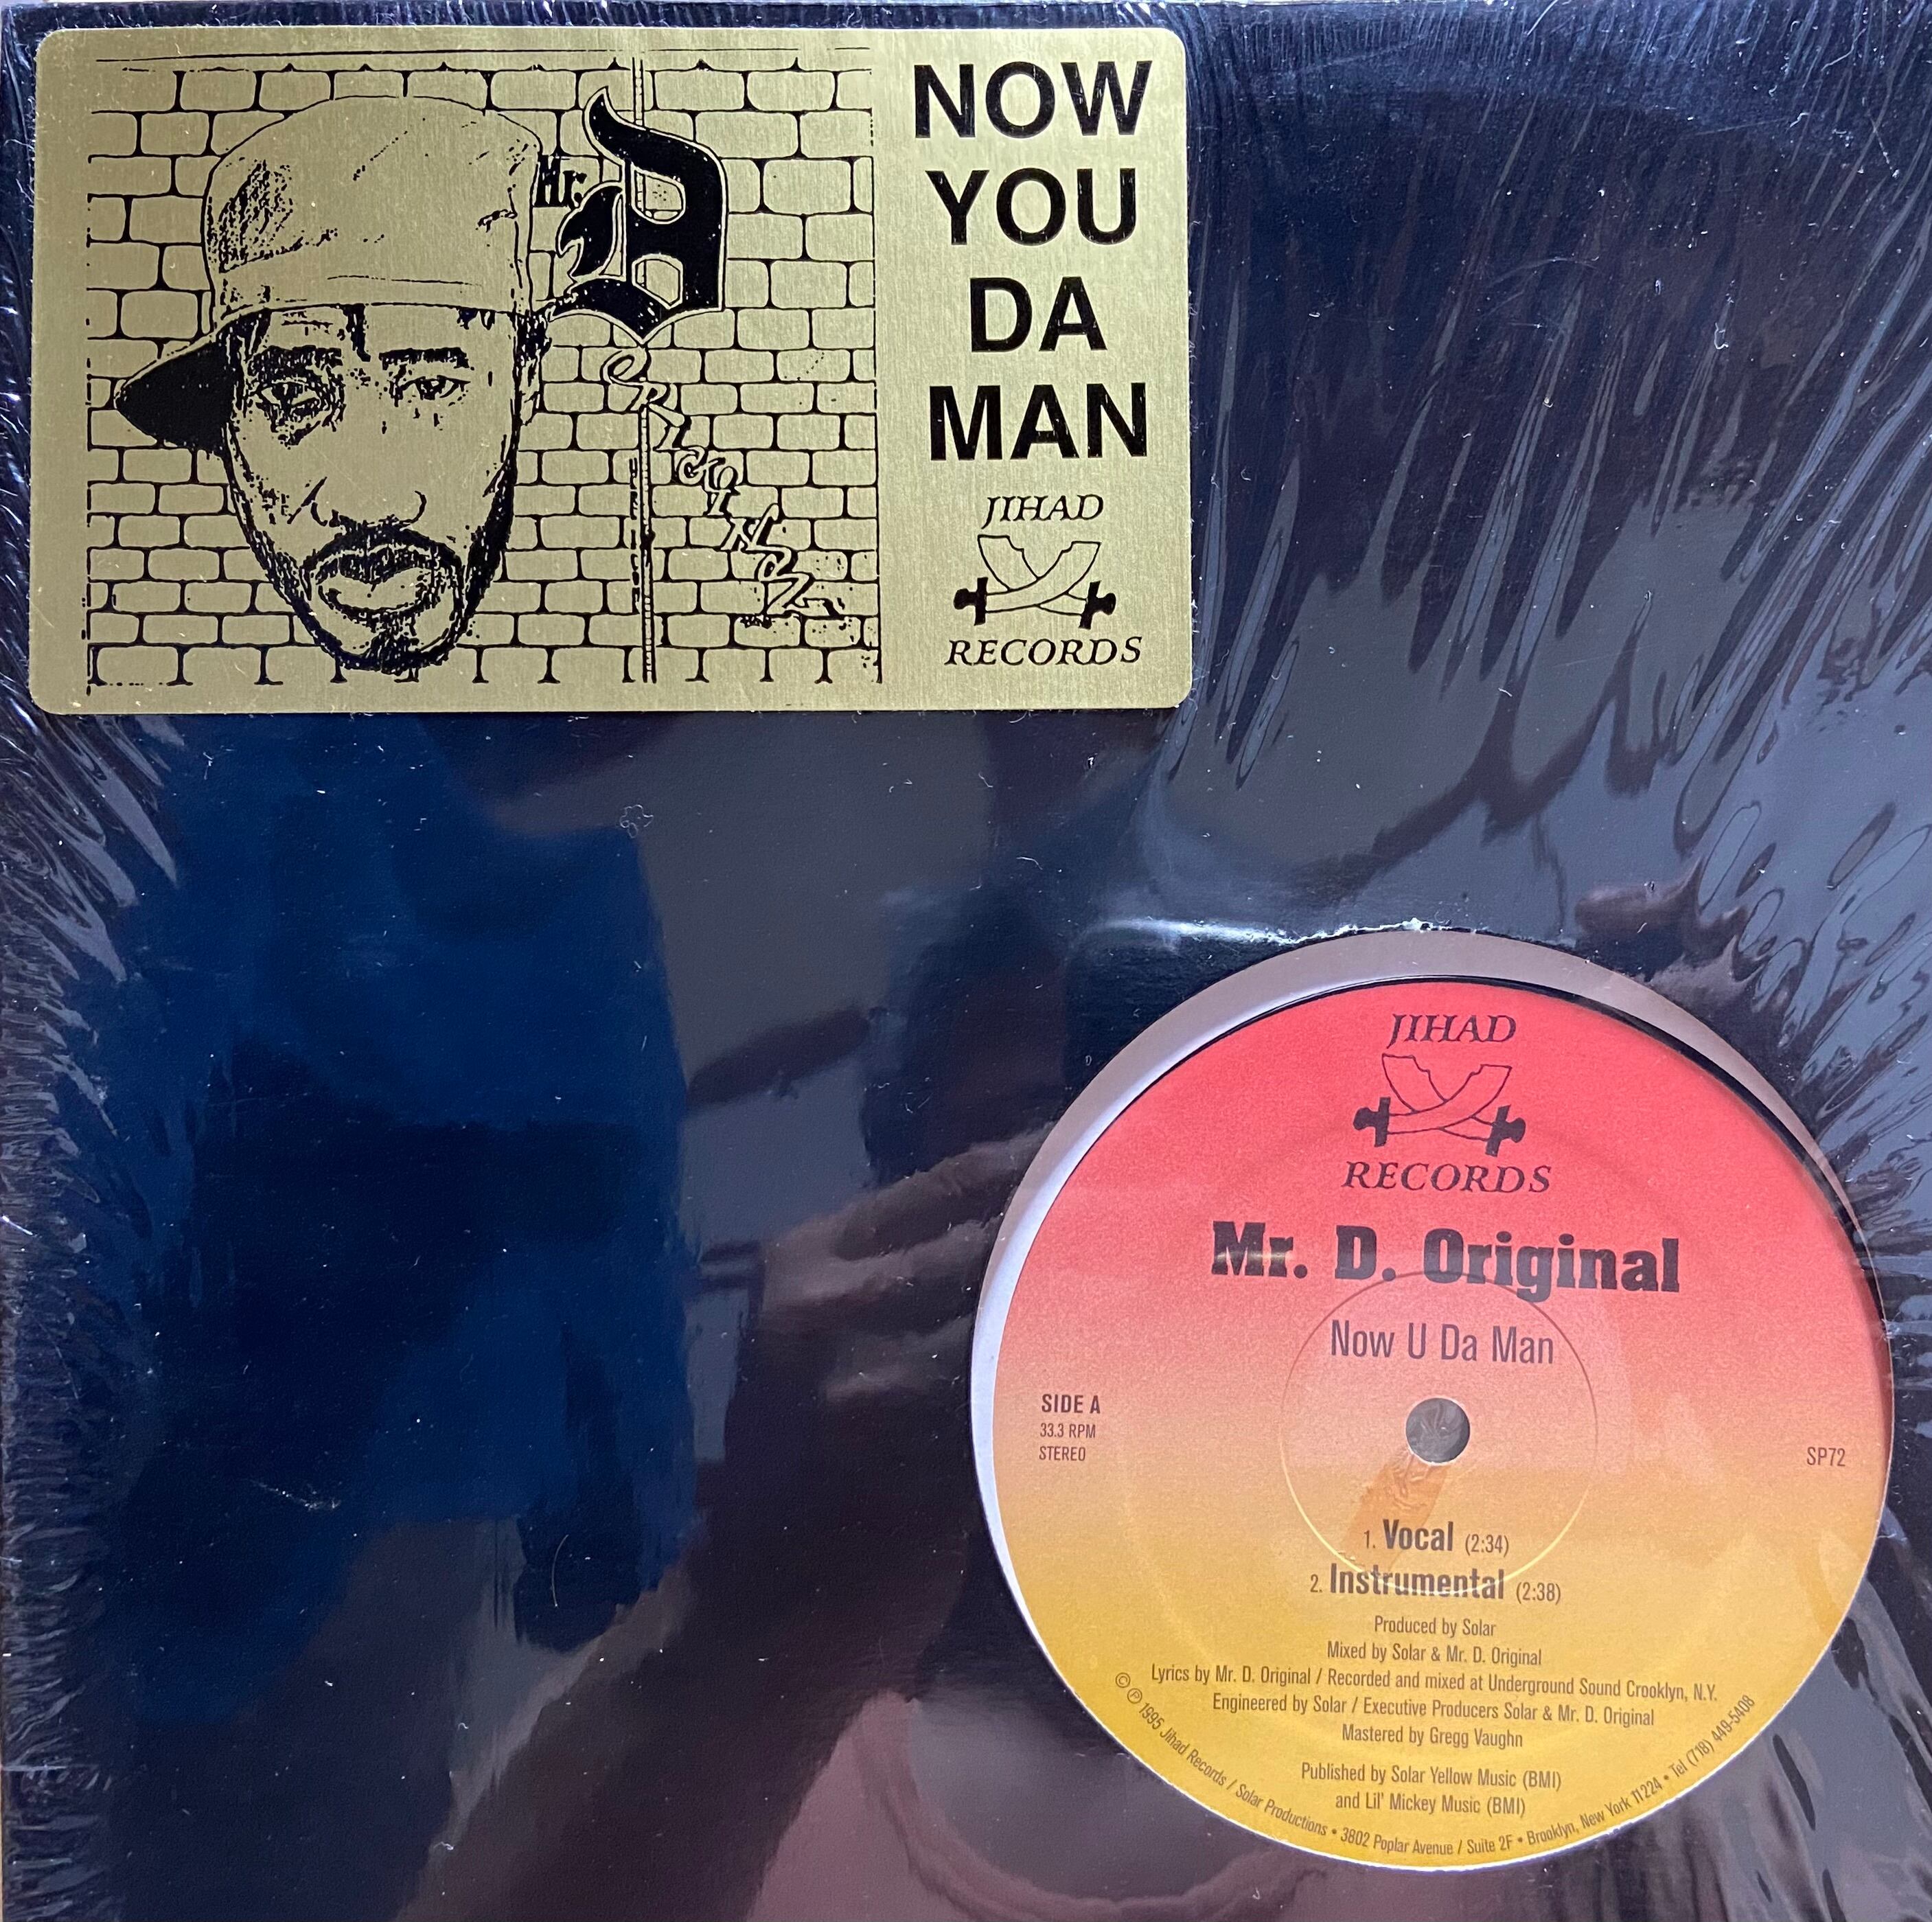 Mr. D
ORIGINAL
NOW
YOU
DA
MAN
JIHAD
RECORDS
JIHAD
RECORDS
Mr. D. Original
Now U Da Man
SIDE A
33.3 RPM
STEREO
SP72
1. Vocal (2:34)
2. Instrumental (2:38)
Produced by Solar
Mixed by Solar & Mr. D. Original
Lyrics by Mr. D. Original / Recorded and mixed at Underground Sound Crooklyn, N.Y.
Engineered by Solar / Executive Producers Solar & Mr. D. Original
Mastered by Gregg Vaughn
Published by Solar Yellow Music (BMI)
and Lil' Mickey Music (BMI)
© ℗ 1995 Jihad Records / Solar Productions • 3802 Poplar Avenue / Suite 2F • Brooklyn, New York 11224 • Tel (718) 449-5408